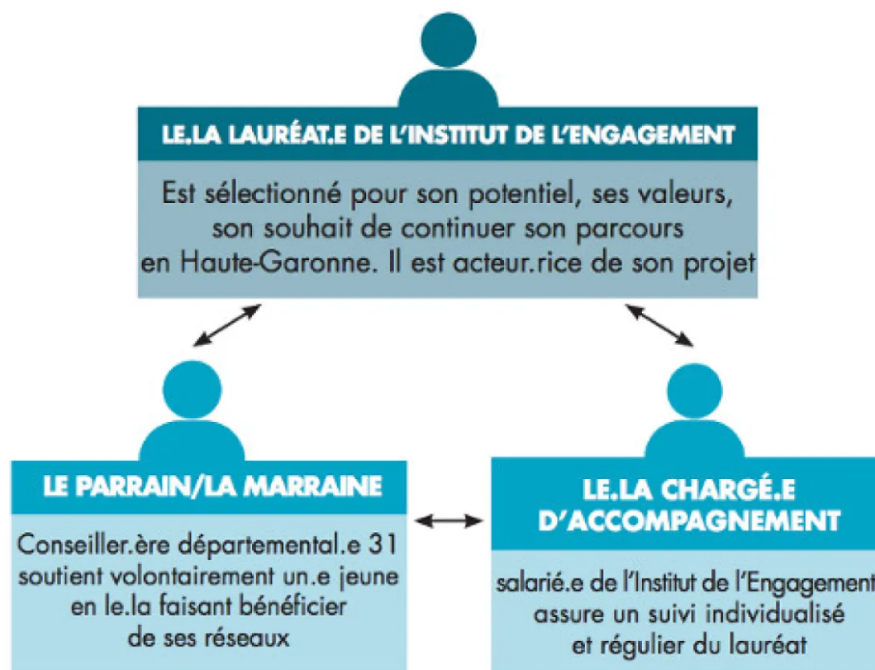 LE.LA LAURÉAT.E DE L'INSTITUT DE L'ENGAGEMENT
Est sélectionné pour son potentiel, ses valeurs,
son souhait de continuer son parcours
en Haute-Garonne. Il est acteur.rice de son projet
LE PARRAIN/LA MARRAINE
Conseiller.ère départemental.e 31
soutient volontairement un.e jeune
en le.la faisant bénéficier
de ses réseaux
LE.LA CHARGÉ.E
D'ACCOMPAGNEMENT
salarié.e de l'Institut de l'Engagement
assure un suivi individualisé
et régulier du lauréat